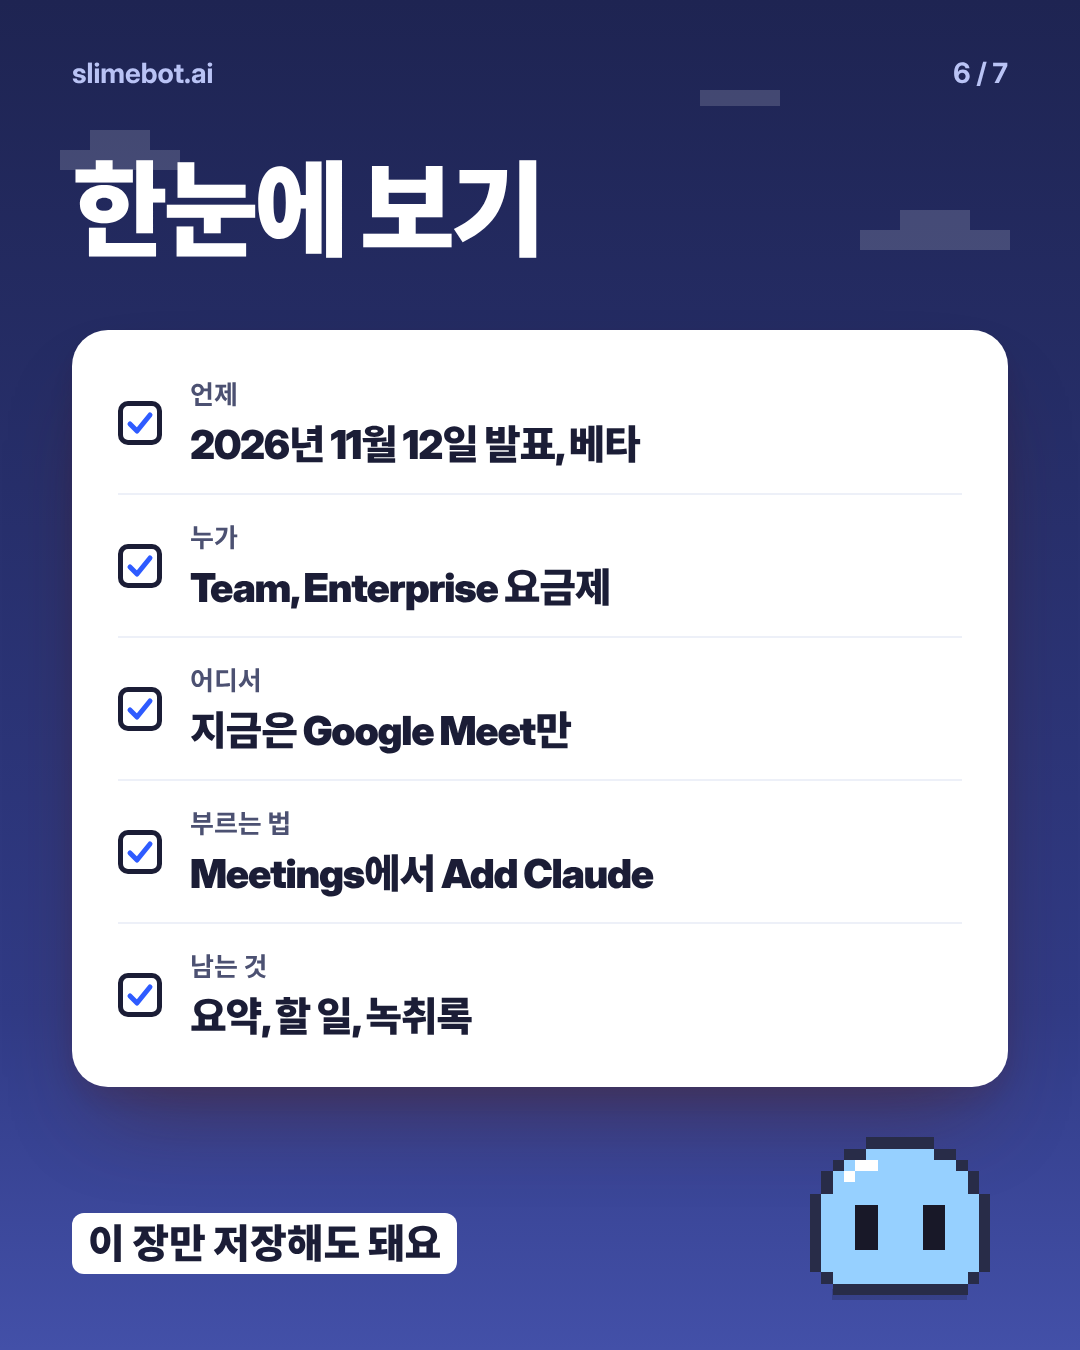 slimebot.ai
6 / 7
한눈에 보기
언제
2026년 11월 12일 발표, 베타
누가
Team, Enterprise 요금제
어디서
지금은 Google Meet만
부르는 법
Meetings에서 Add Claude
남는 것
요약, 할 일, 녹취록
이 장만 저장해도 돼요